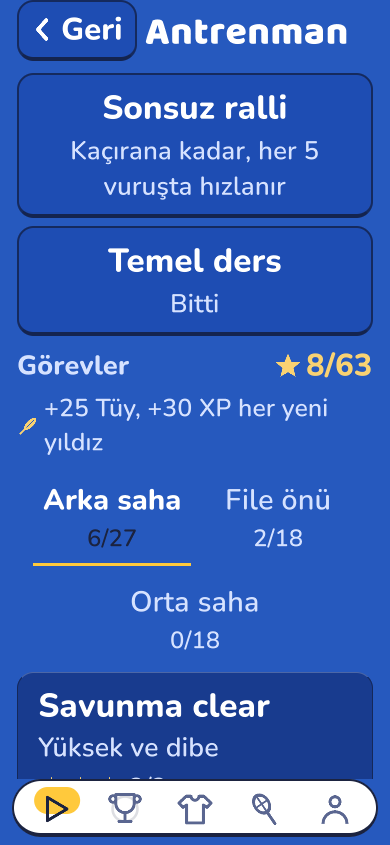 Geri
Antrenman
Sonsuz ralli
Kaçırana kadar, her 5
vuruşta hızlanır
Temel ders
Bitti
Görevler
8/63
+25 Tüy, +30 XP her yeni
yıldız
Arka saha
File önü
6/27
2/18
Orta saha
0/18
Savunma clear
Yüksek ve dibe